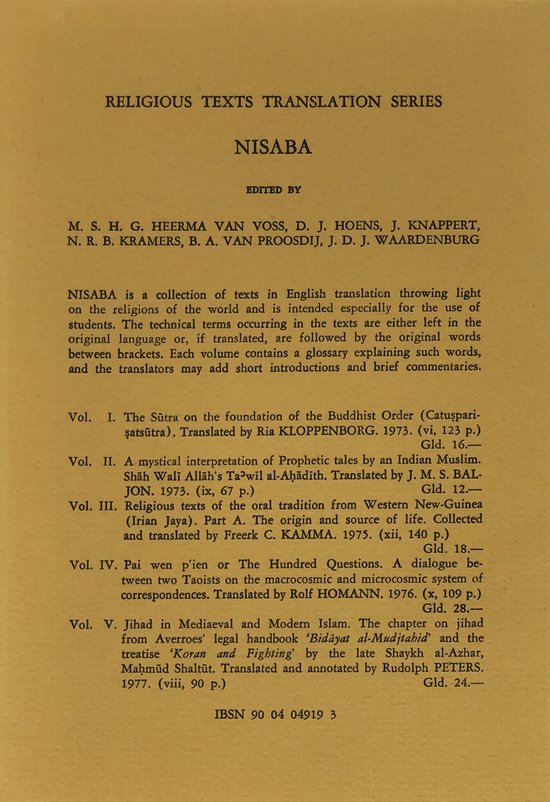 RELIGIOUS TEXTS TRANSLATION SERIES
NISABA
EDITED BY
M. S. H. G. HEERMA VAN VOSS, D. J. HOENS, J. KNAPPERT,
N. R. B. KRAMERS, B. A. VAN PROOSDIJ, J. D. J. WAARDENBURG
NISABA is a collection of texts in English translation throwing light
on the religions of the world and is intended especially for the use of
students. The technical terms occurring in the texts are either left in the
original language or, if translated, are followed by the original words
between brackets. Each volume contains a glossary explaining such words,
and the translators may add short introductions and brief commentaries.
Vol. I. The Sūtra on the foundation of the Buddhist Order (Catuṣpari-
ṣatsūtra). Translated by Ria KLOPPENBORG. 1973. (vi, 123 p.)
Gld. 16.—
Vol. II. A mystical interpretation of Prophetic tales by an Indian Muslim.
Shāh Walī Allāh's Taʾwīl al-Aḥādīth. Translated by J. M. S. BAL-
JON. 1973. (ix, 67 p.) Gld. 12.—
Vol. III. Religious texts of the oral tradition from Western New-Guinea
(Irian Jaya). Part A. The origin and source of life. Collected
and translated by Freerk C. KAMMA. 1975. (xii, 140 p.)
Gld. 18.—
Vol. IV. Pai wen p'ien or The Hundred Questions. A dialogue be-
tween two Taoists on the macrocosmic and microcosmic system of
correspondences. Translated by Rolf HOMANN. 1976. (x, 109 p.)
Gld. 28.—
Vol. V. Jihad in Mediaeval and Modern Islam. The chapter on jihad
from Averroes' legal handbook 'Bidāyat al-Mudjtahid' and the
treatise 'Koran and Fighting' by the late Shaykh al-Azhar,
Maḥmūd Shaltūt. Translated and annotated by Rudolph PETERS.
1977. (viii, 90 p.) Gld. 24.—
IBSN 90 04 04919 3